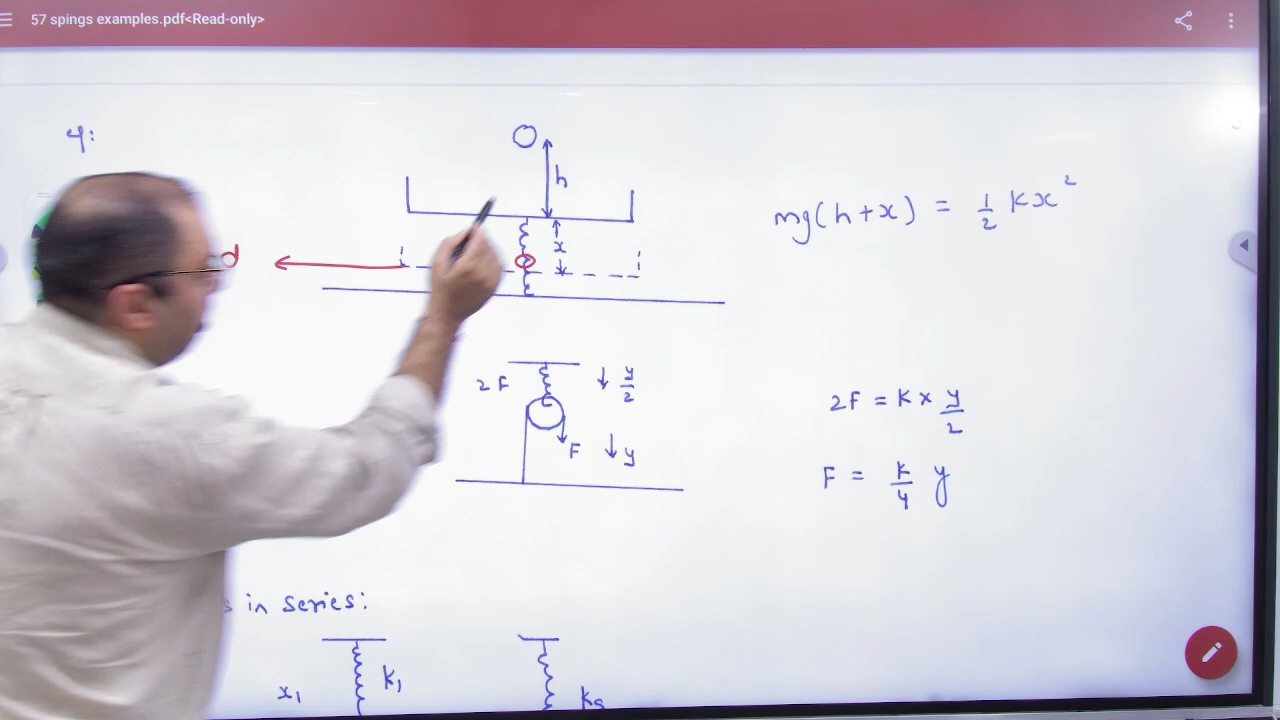 57 spings examples.pdf<Read-only>
4:
h
mg(h+x) = 1/2 kx²
x
d
2F
↓ y/2
F ↓ y
2F = K × y/2
F = K/4 y
s in series:
x₁
k₁